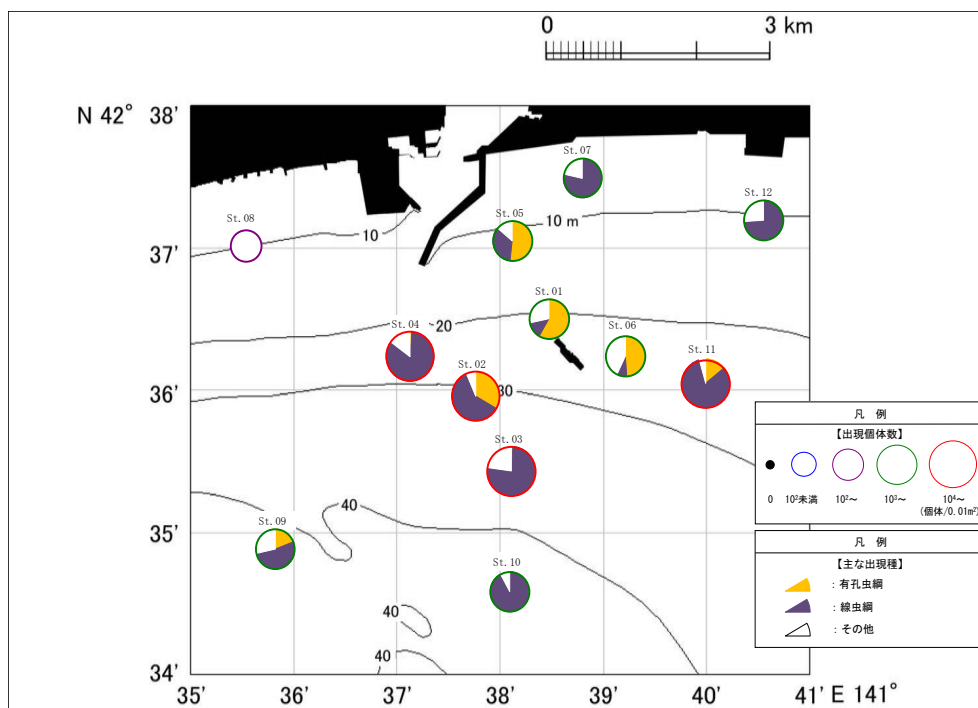 0 3 km
N 42° 38'
St.07
St.12
St.08
St.05
10 m
10
37'
St.01
St.04
20
St.06
St.02
St.11
36'
30
凡 例
【出現個体数】
St.03
0 10²未満 10²～ 10³～ 10⁴～
(個体/0.01m²)
40
St.09
35'
凡 例
【主な出現種】
St.10
：有孔虫綱
40
：線虫綱
：その他
40
34'
35' 36' 37' 38' 39' 40' 41' E 141°